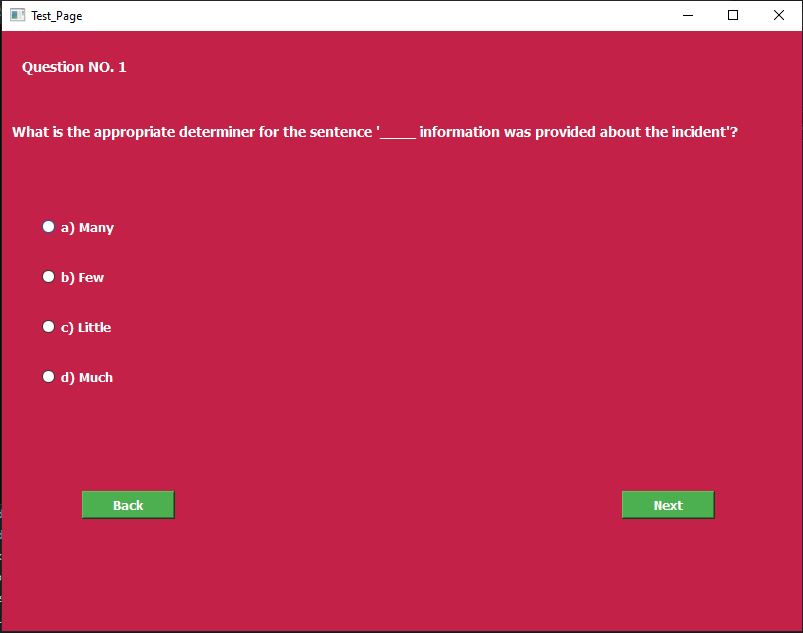 Test_Page
Question NO. 1
What is the appropriate determiner for the sentence '____ information was provided about the incident'?
a) Many
b) Few
c) Little
d) Much
Back
Next